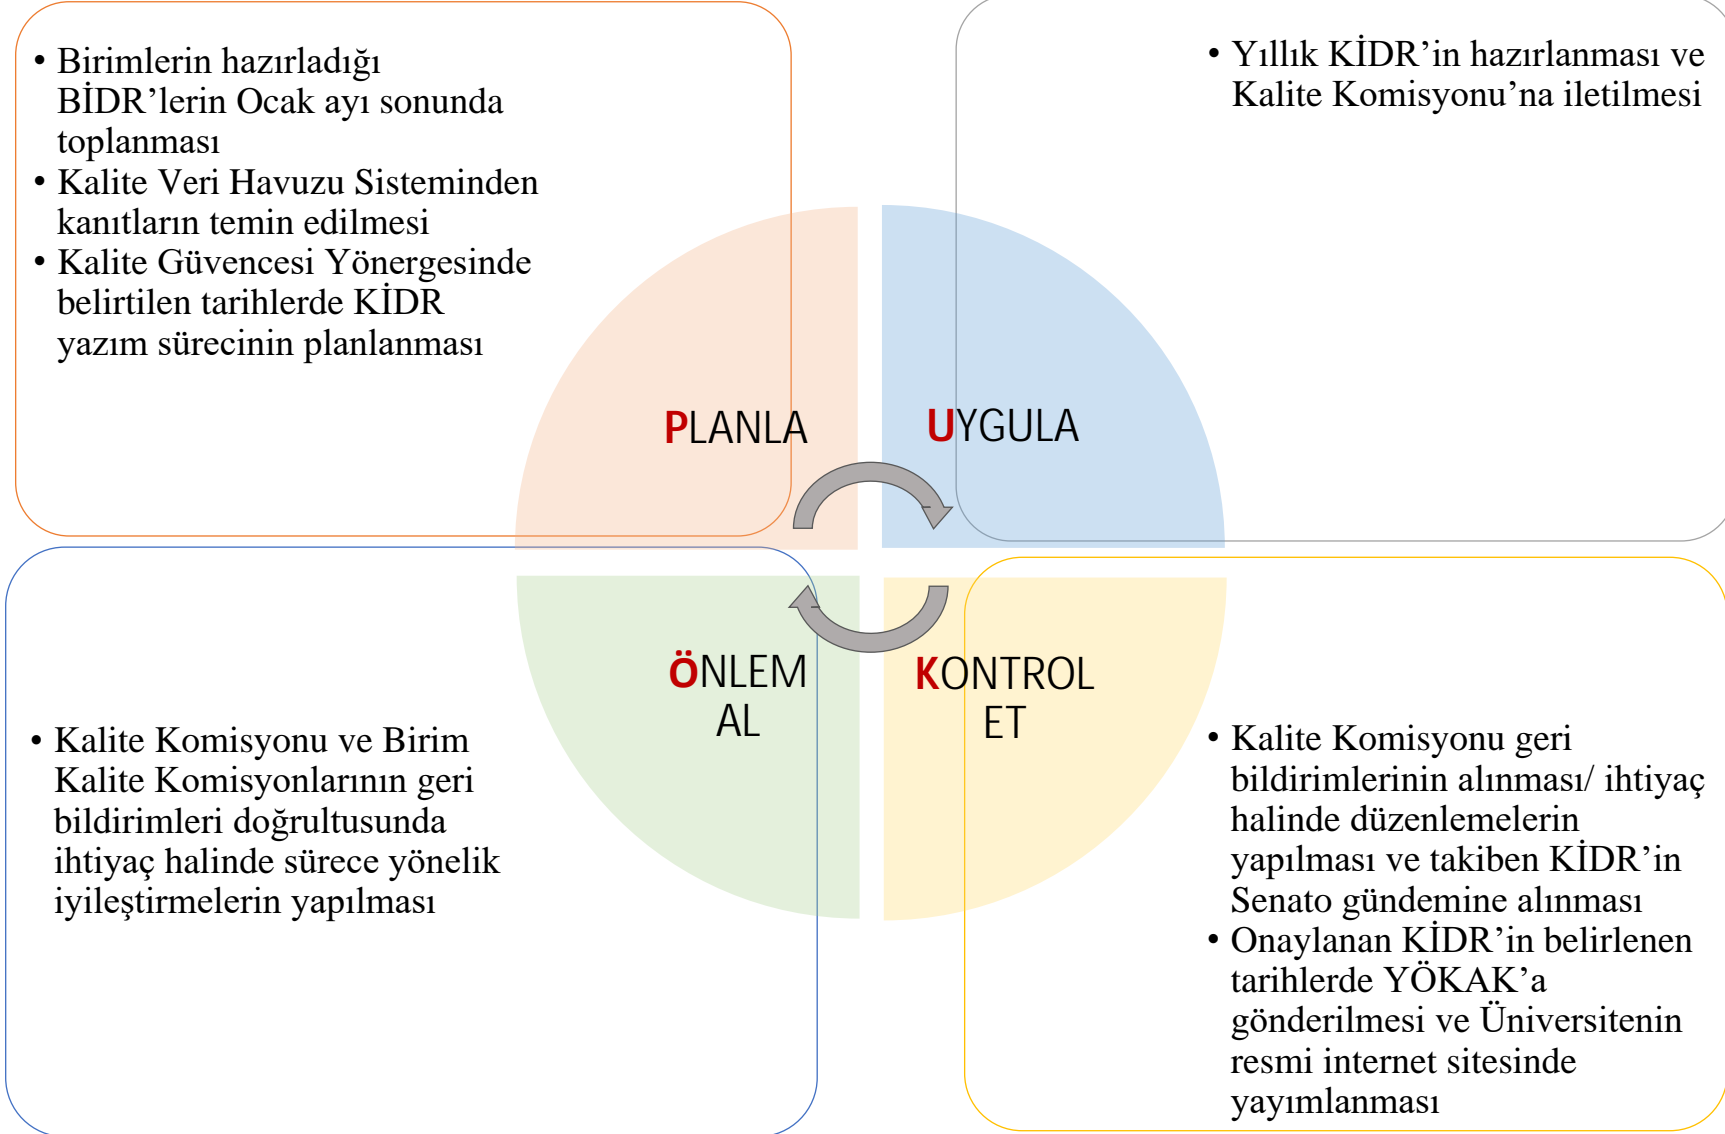 • Birimlerin hazırladığı
BİDR’lerin Ocak ayı sonunda
toplanması
• Kalite Veri Havuzu Sisteminden
kanıtların temin edilmesi
• Kalite Güvencesi Yönergesinde
belirtilen tarihlerde KİDR
yazım sürecinin planlanması
• Yıllık KİDR’in hazırlanması ve
Kalite Komisyonu’na iletilmesi
PLANLA
UYGULA
ÖNLEM
AL
KONTROL
ET
• Kalite Komisyonu ve Birim
Kalite Komisyonlarının geri
bildirimleri doğrultusunda
ihtiyaç halinde sürece yönelik
iyileştirmelerin yapılması
• Kalite Komisyonu geri
bildirimlerinin alınması/ ihtiyaç
halinde düzenlemelerin
yapılması ve takiben KİDR’in
Senato gündemine alınması
• Onaylanan KİDR’in belirlenen
tarihlerde YÖKAK’a
gönderilmesi ve Üniversitenin
resmi internet sitesinde
yayımlanması